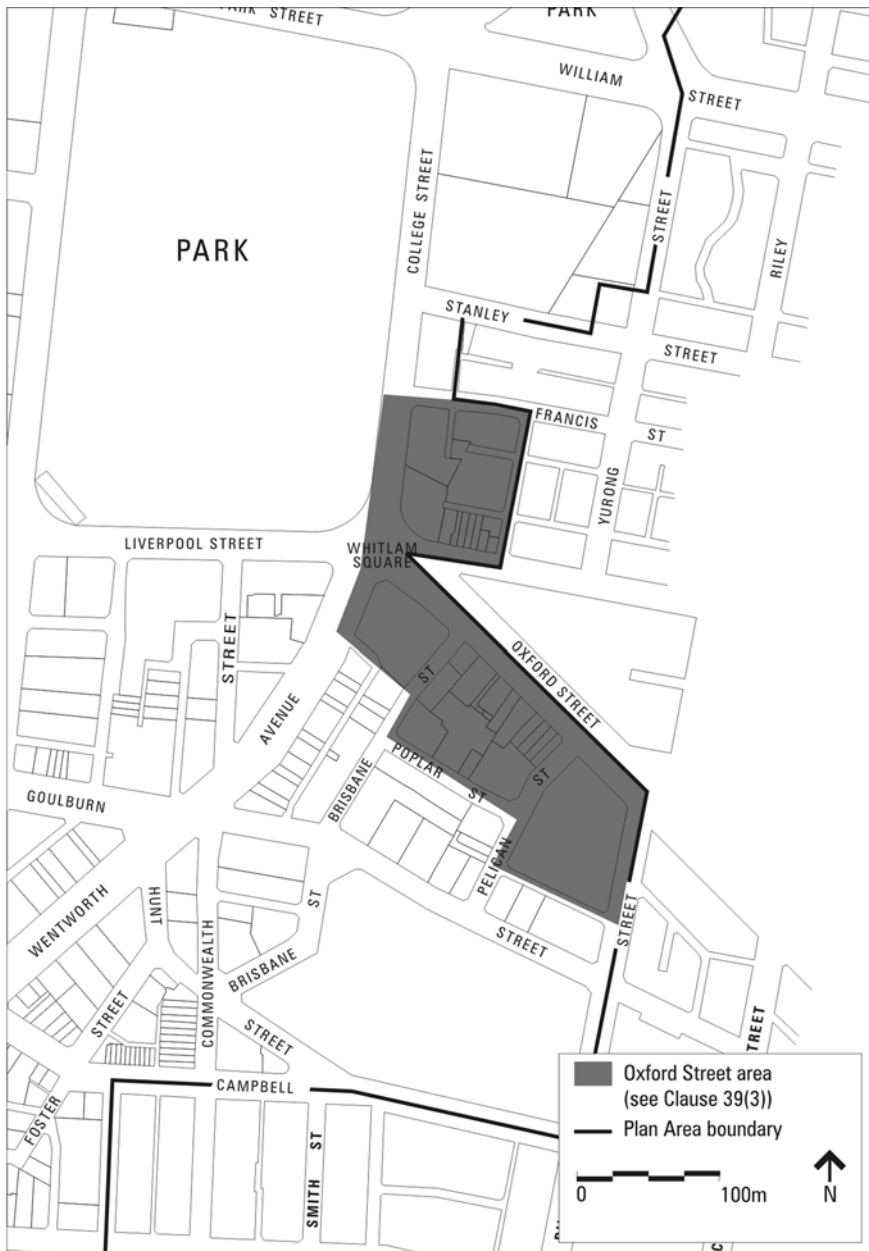 PARK STREET
PARK
WILLIAM
STREET
COLLEGE STREET
PARK
STREET
RILEY
STANLEY
STREET
FRANCIS
ST
YURONG
LIVERPOOL STREET
WHITLAM
SQUARE
STREET
OXFORD STREET
ST
AVENUE
POPLAR
ST
ST
BRISBANE
GOULBURN
PELICAN
WENTWORTH
HUNT
ST
STREET
STREET
COMMONWEALTH
BRISBANE
STREET
STREET
TREET
CAMPBELL
FOSTER
SMITH ST
Oxford Street area
(see Clause 39(3))
Plan Area boundary
0 100m
N